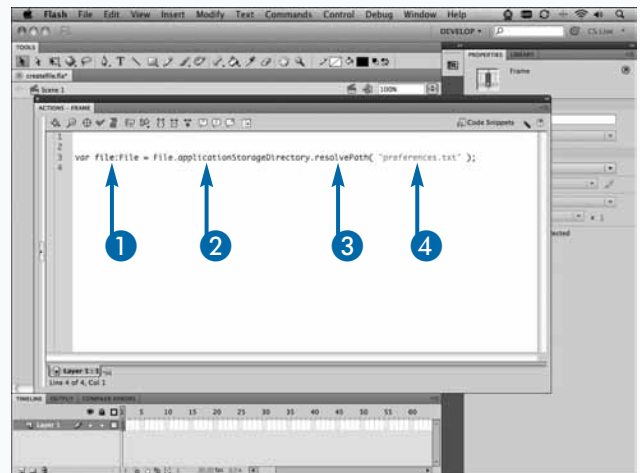 Flash File Edit View Insert Modify Text Commands Control Debug Window Help
DEVELOP
CS Live
TOOLS
PROPERTIES LIBRARY
Frame
createfile.fla*
Scene 1
100%
ACTIONS - FRAME
Code Snippets
1
2
3 var file:File = File.applicationStorageDirectory.resolvePath( "preferences.txt" );
4
x 1
1 2 3 4
Layer 1:1
Line 4 of 4, Col 1
TIMELINE OUTPUT COMPILER ERRORS
5 10 15 20 25 30 35 40 45 50 55 60
Layer 1